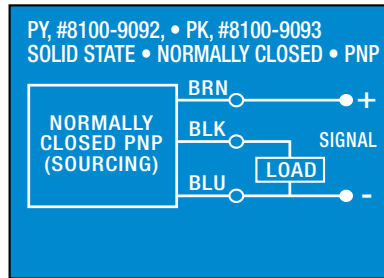 PY, #8100-9092, • PK, #8100-9093
SOLID STATE • NORMALLY CLOSED • PNP
BRN
+
NORMALLY
CLOSED PNP
(SOURCING)
BLK
SIGNAL
LOAD
BLU
-